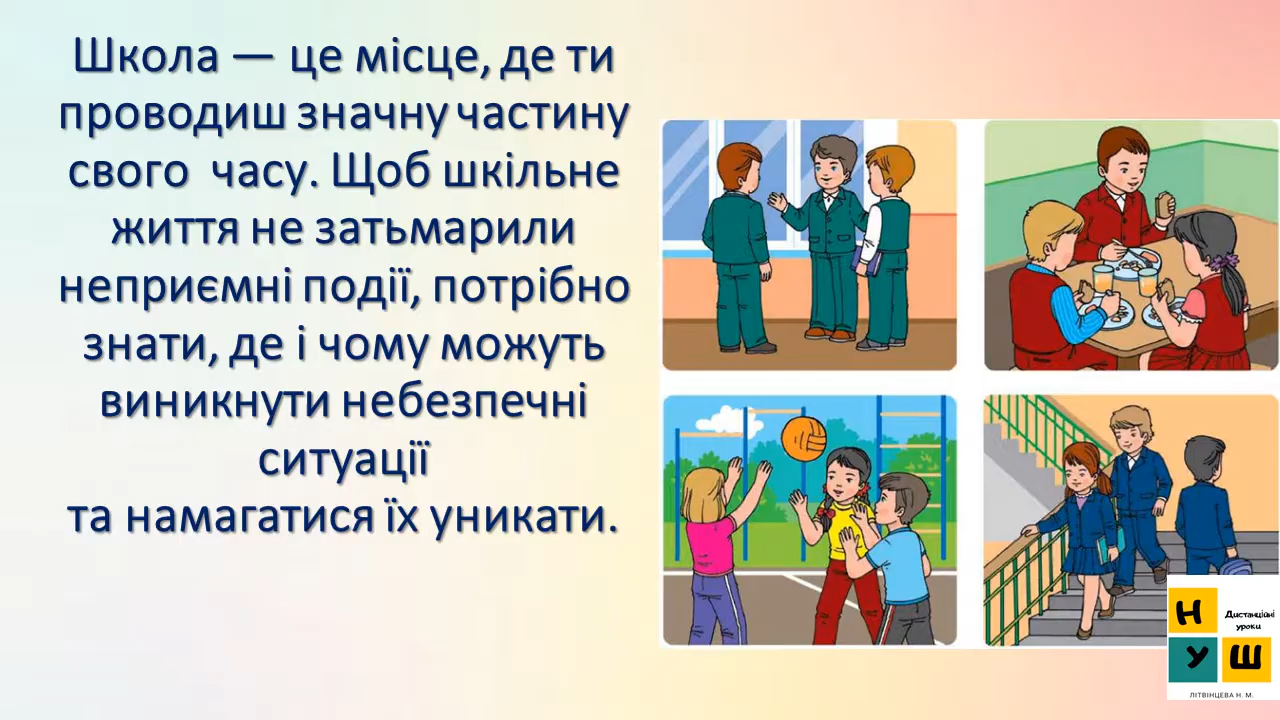 Школа — це місце, де ти
проводиш значну частину
свого  часу. Щоб шкільне
життя не затьмарили
неприємні події, потрібно
знати, де і чому можуть
виникнути небезпечні
ситуації
та намагатися їх уникати.
Н
Дистанційні
уроки
У Ш
ЛІТВІНЦЕВА Н. М.